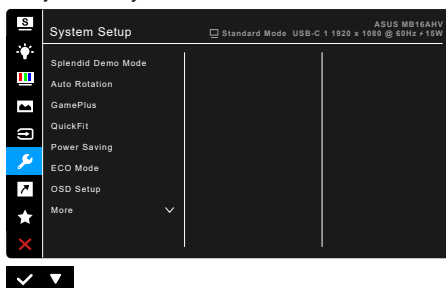 S
ASUS MB16AHV
System Setup
Standard Mode USB-C 1 1920 x 1080 @ 60Hz ⚡15W
Splendid Demo Mode
Auto Rotation
GamePlus
QuickFit
Power Saving
ECO Mode
OSD Setup
More